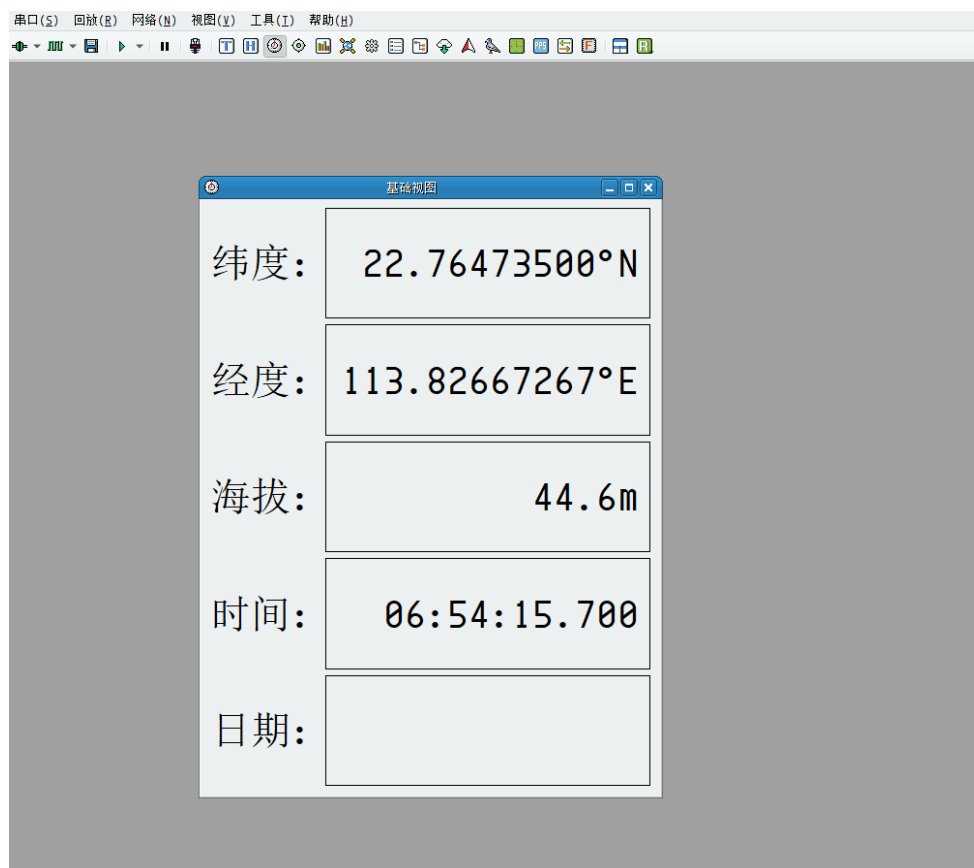 串口(S) 回放(R) 网络(N) 视图(V) 工具(I) 帮助(H)
T H PPS F R
基础视图
纬度: 22.76473500°N
经度: 113.82667267°E
海拔: 44.6m
时间: 06:54:15.700
日期: